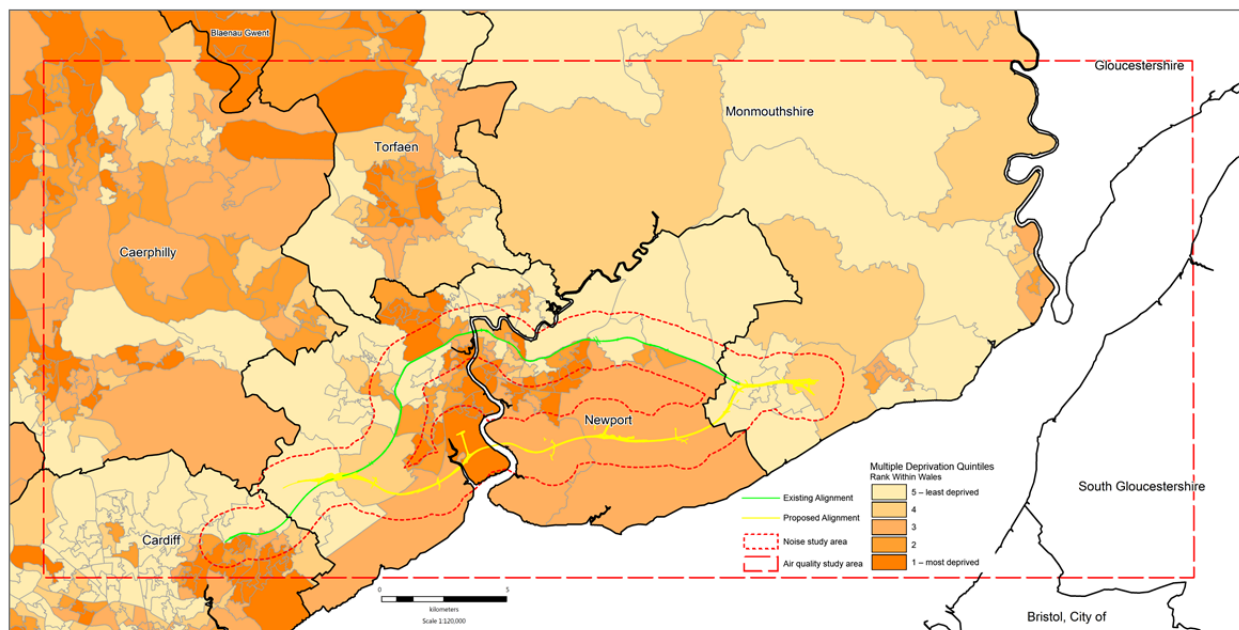 Blaenau Gwent
Gloucestershire
Monmouthshire
Torfaen
Caerphilly
Newport
Cardiff
South Gloucestershire
Bristol, City of
Existing Alignment
Proposed Alignment
Noise study area
Air quality study area
Multiple Deprivation Quintiles
Rank Within Wales
5 – least deprived
4
3
2
1 – most deprived
0 5
kilometers
Scale 1:120,000